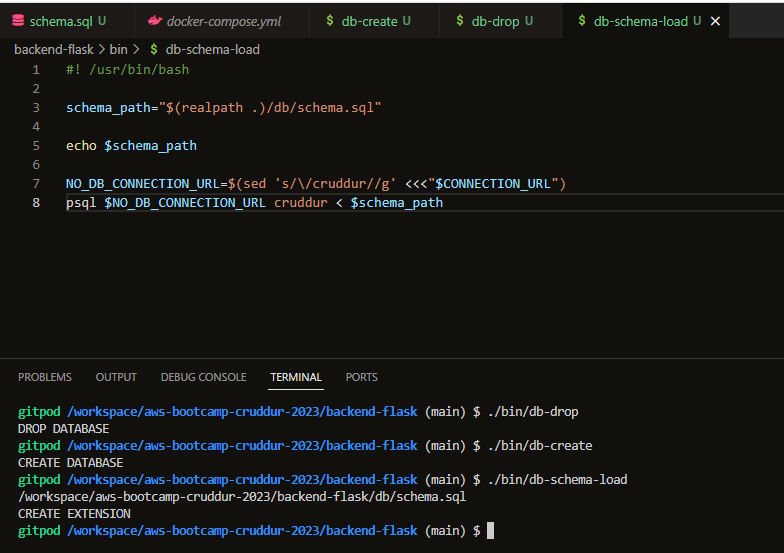 schema.sql U docker-compose.yml $ db-create U $ db-drop U $ db-schema-load U
backend-flask > bin > $ db-schema-load
1 #! /usr/bin/bash
2
3 schema_path="$(realpath .)/db/schema.sql"
4
5 echo $schema_path
6
7 NO_DB_CONNECTION_URL=$(sed 's/\/cruddur//g' <<<"$CONNECTION_URL")
8 psql $NO_DB_CONNECTION_URL cruddur < $schema_path
PROBLEMS OUTPUT DEBUG CONSOLE TERMINAL PORTS
gitpod /workspace/aws-bootcamp-cruddur-2023/backend-flask (main) $ ./bin/db-drop
DROP DATABASE
gitpod /workspace/aws-bootcamp-cruddur-2023/backend-flask (main) $ ./bin/db-create
CREATE DATABASE
gitpod /workspace/aws-bootcamp-cruddur-2023/backend-flask (main) $ ./bin/db-schema-load
/workspace/aws-bootcamp-cruddur-2023/backend-flask/db/schema.sql
CREATE EXTENSION
gitpod /workspace/aws-bootcamp-cruddur-2023/backend-flask (main) $